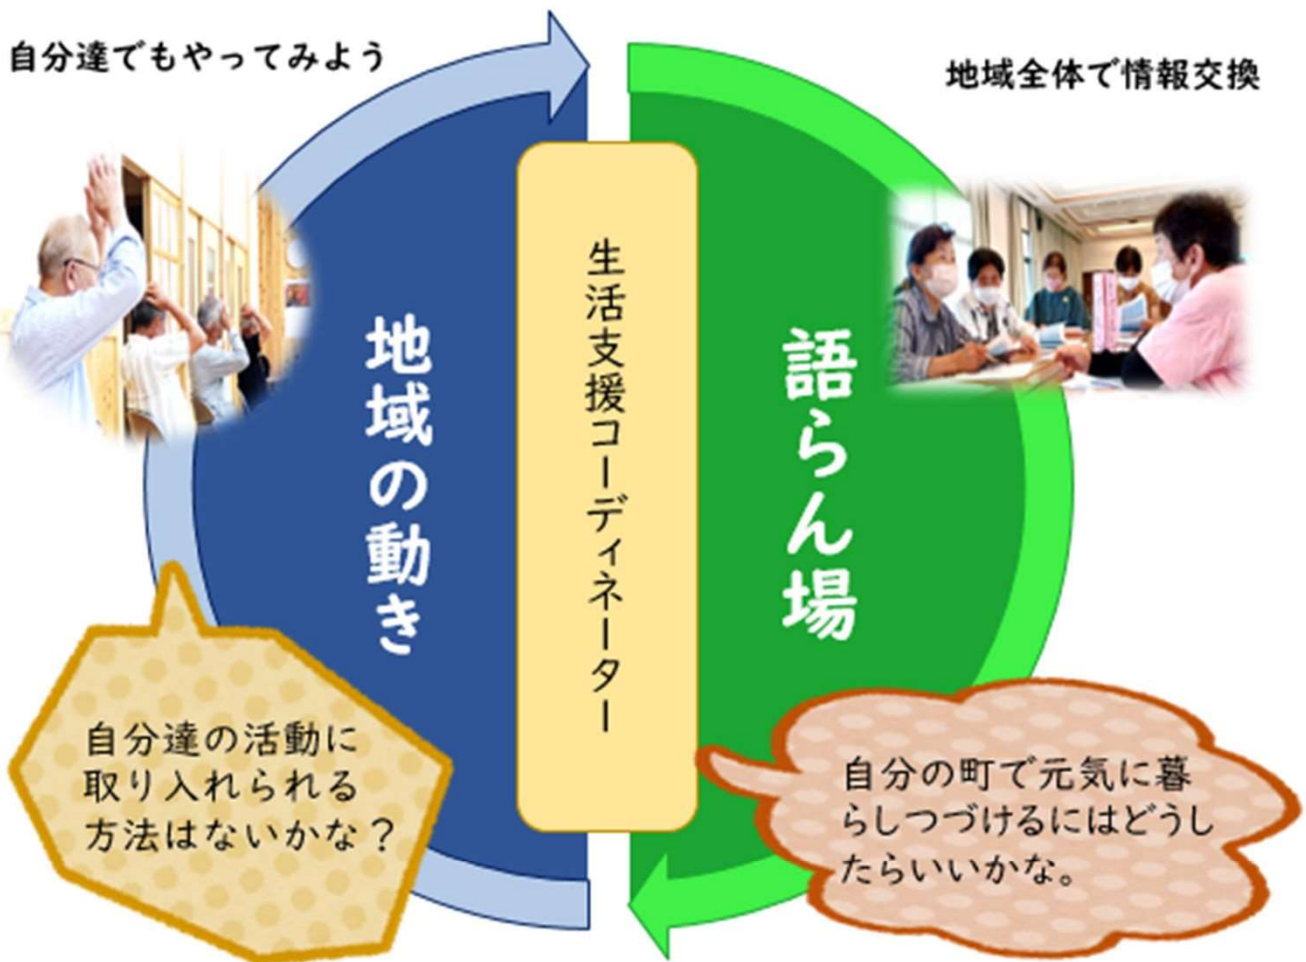 自分達でもやってみよう
地域全体で情報交換
地域の動き
生活支援コーディネーター
語らん場
自分達の活動に
取り入れられる
方法はないかな？
自分の町で元気に暮
らしつづけるにはどうし
たらいいかな。